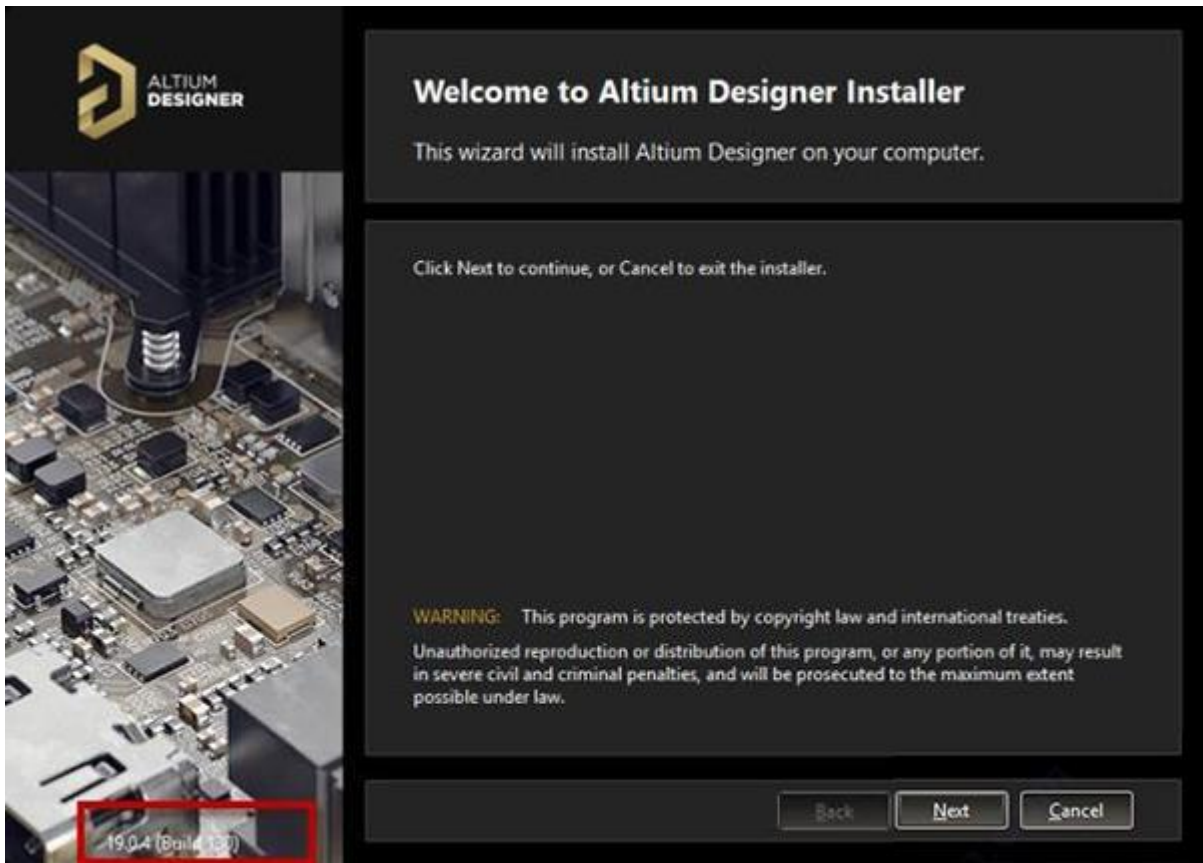 ALTIUM
DESIGNER
Welcome to Altium Designer Installer
This wizard will install Altium Designer on your computer.
Click Next to continue, or Cancel to exit the installer.
WARNING: This program is protected by copyright law and international treaties.
Unauthorized reproduction or distribution of this program, or any portion of it, may result
in severe civil and criminal penalties, and will be prosecuted to the maximum extent
possible under law.
19.0.4 (Build
Back Next Cancel